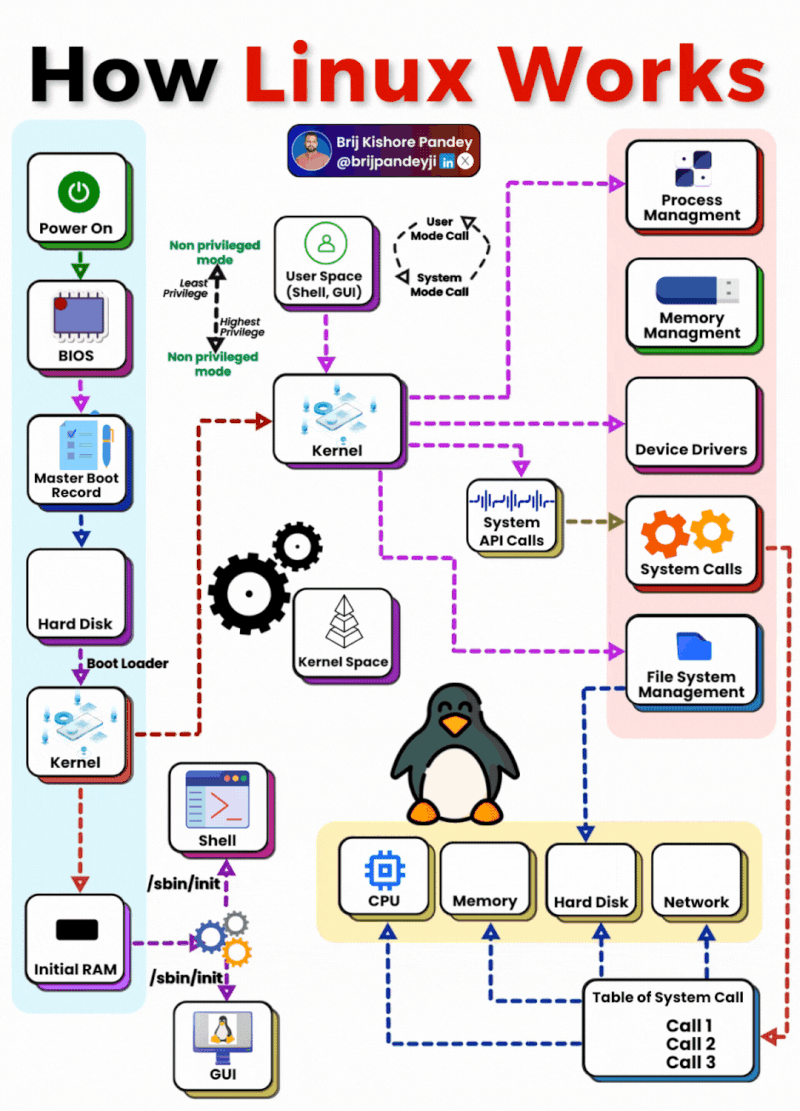 How Linux Works
Brij Kishore Pandey
@brijpandeyji in X
Power On
BIOS
Master Boot
Record
Hard Disk
Boot Loader
Kernel
Initial RAM
Non privileged
mode
Least
Privilege
Highest
Privilege
Non privileged
mode
User Space
(Shell, GUI)
User
Mode Call
System
Mode Call
Kernel
System
API Calls
Kernel Space
Process
Managment
Memory
Managment
Device Drivers
System Calls
File System
Management
Shell
/sbin/init
/sbin/init
GUI
CPU
Memory
Hard Disk
Network
Table of System Call
Call 1
Call 2
Call 3